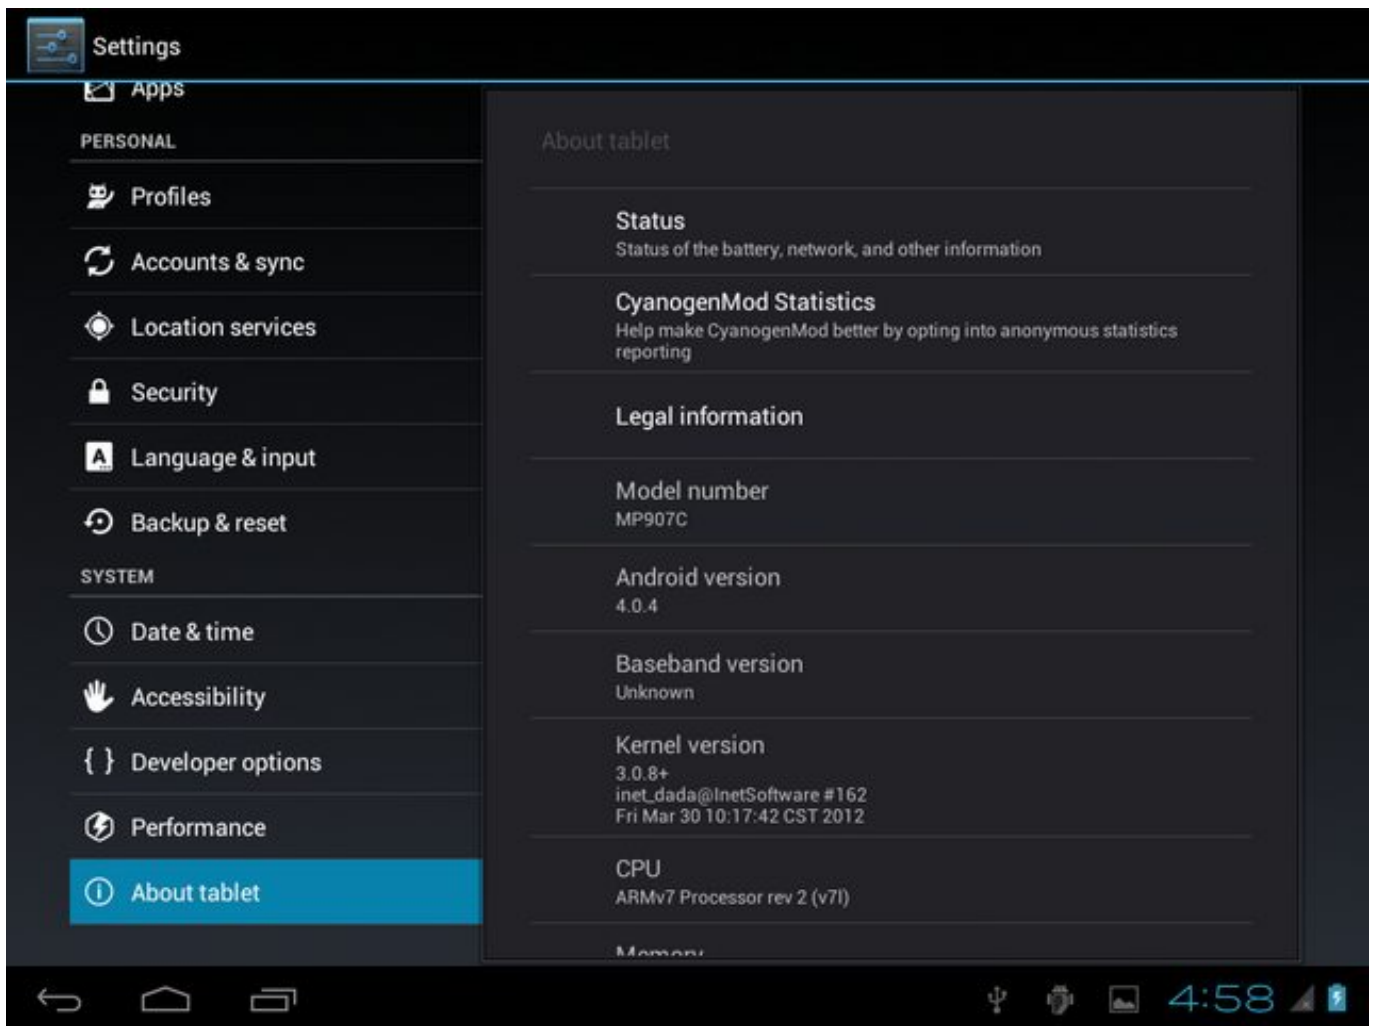 Settings
Apps
PERSONAL
Profiles
Accounts & sync
Location services
Security
Language & input
Backup & reset
SYSTEM
Date & time
Accessibility
{ } Developer options
Performance
About tablet
About tablet
Status
Status of the battery, network, and other information
CyanogenMod Statistics
Help make CyanogenMod better by opting into anonymous statistics
reporting
Legal information
Model number
MP907C
Android version
4.0.4
Baseband version
Unknown
Kernel version
3.0.8+
inet_dada@InetSoftware #162
Fri Mar 30 10:17:42 CST 2012
CPU
ARMv7 Processor rev 2 (v7l)
Memory
4:58